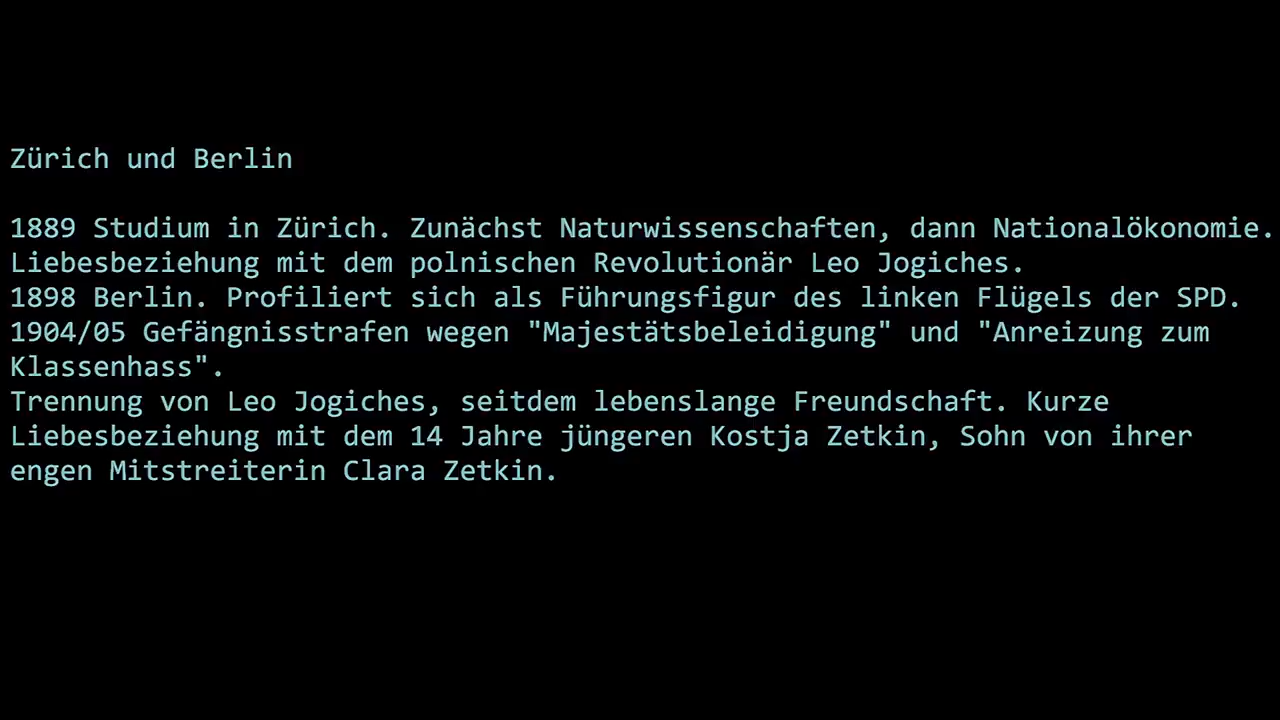 Zürich und Berlin
1889 Studium in Zürich. Zunächst Naturwissenschaften, dann Nationalökonomie.
Liebesbeziehung mit dem polnischen Revolutionär Leo Jogiches.
1898 Berlin. Profiliert sich als Führungsfigur des linken Flügels der SPD.
1904/05 Gefängnisstrafen wegen "Majestätsbeleidigung" und "Anreizung zum
Klassenhass".
Trennung von Leo Jogiches, seitdem lebenslange Freundschaft. Kurze
Liebesbeziehung mit dem 14 Jahre jüngeren Kostja Zetkin, Sohn von ihrer
engen Mitstreiterin Clara Zetkin.